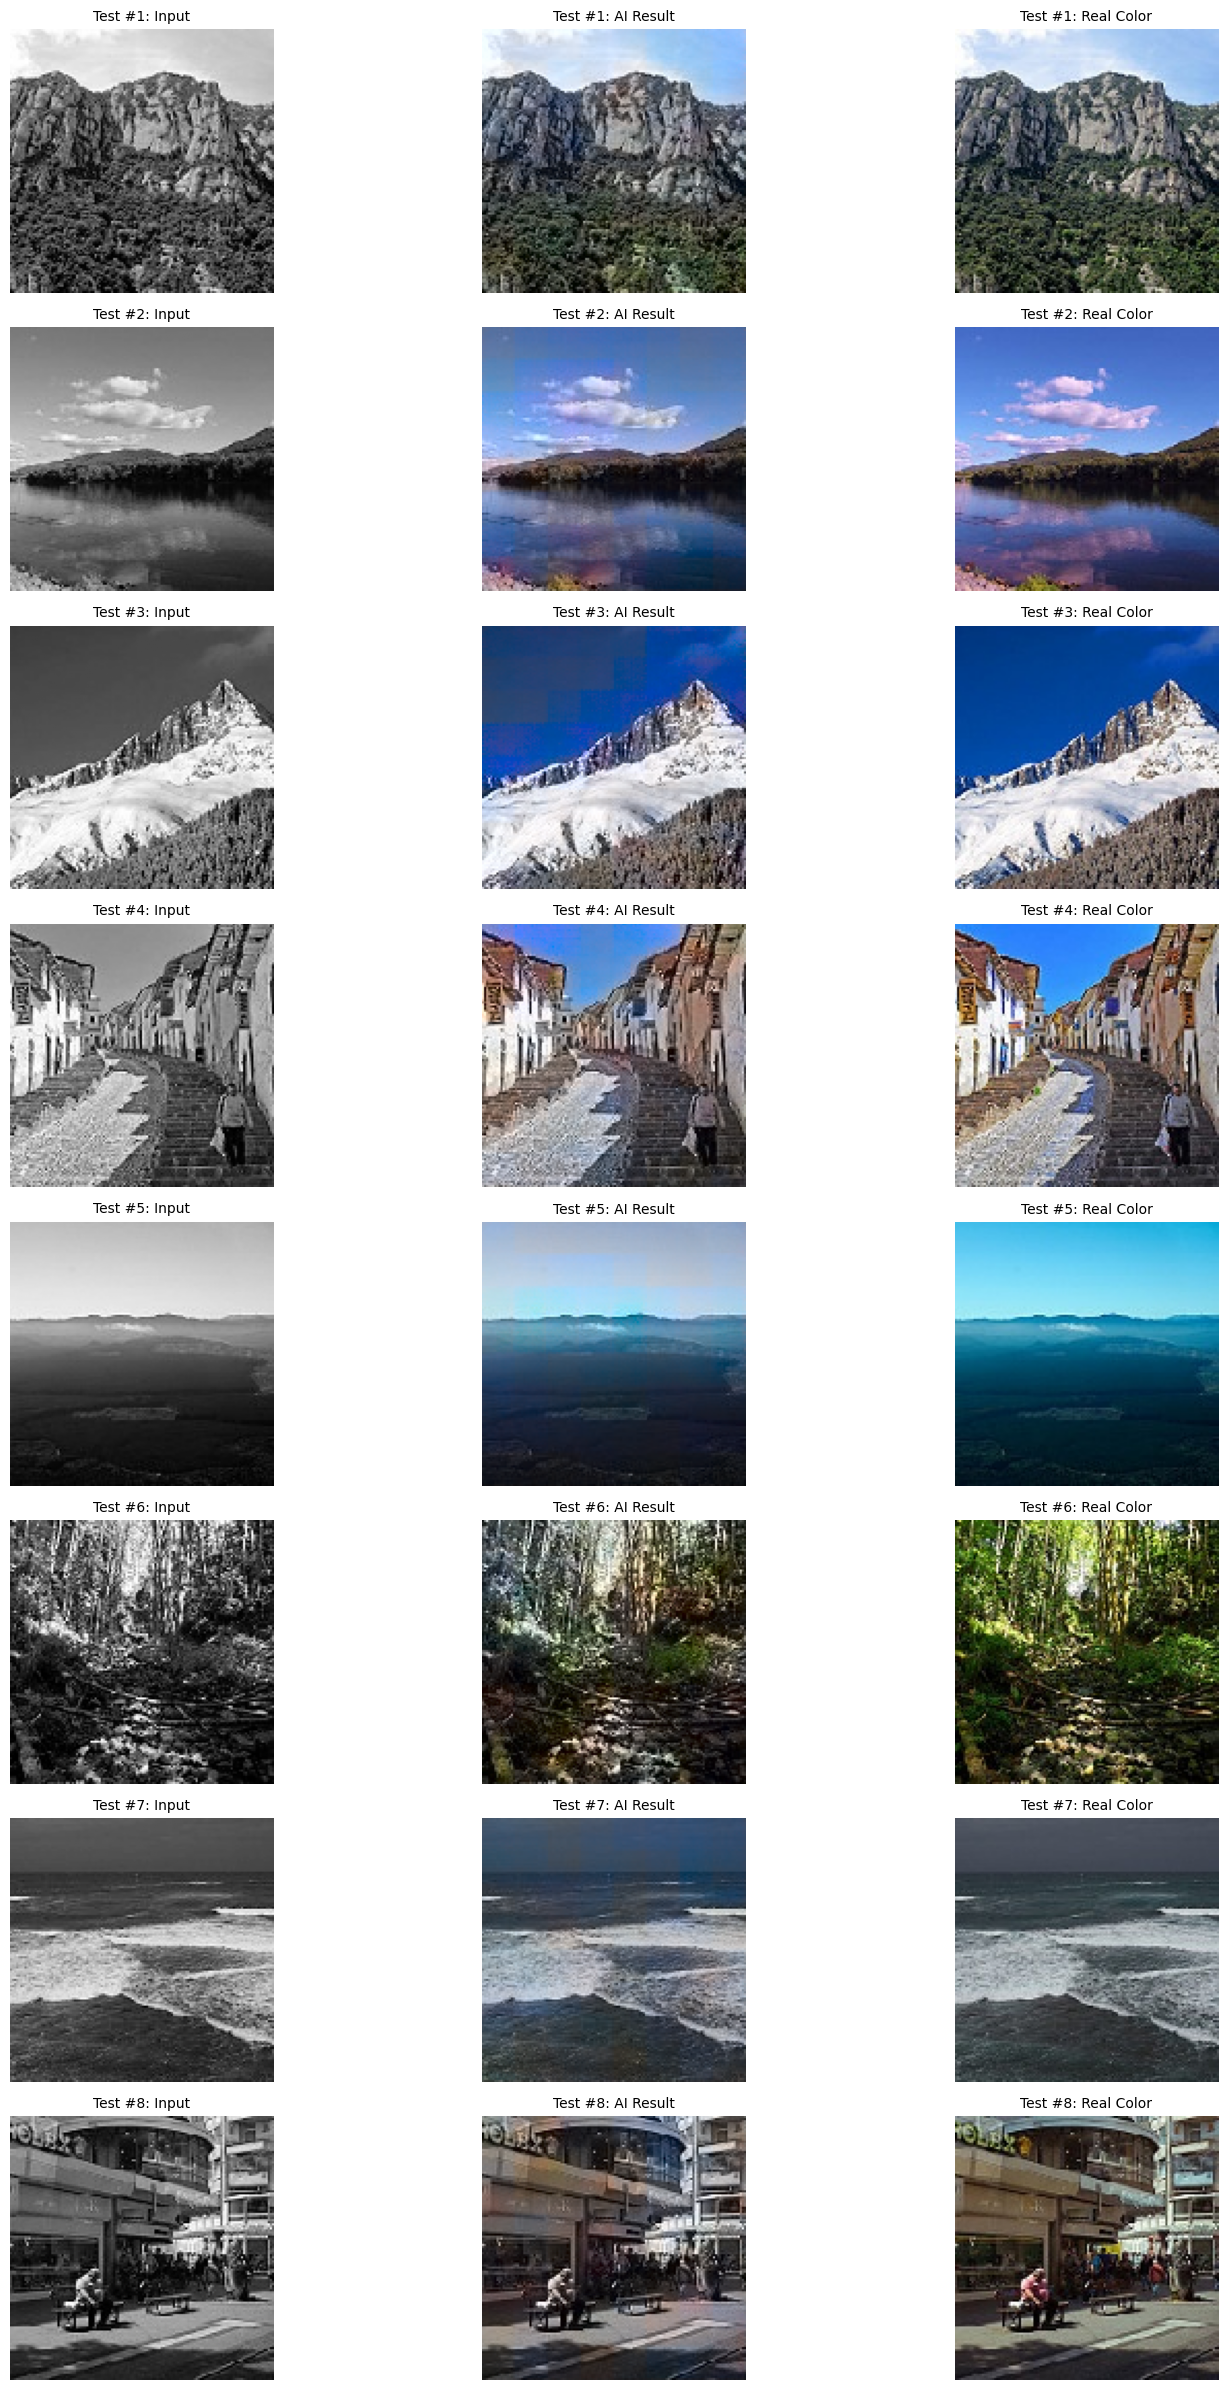 Test #1: Input
Test #1: AI Result
Test #1: Real Color
Test #2: Input
Test #2: AI Result
Test #2: Real Color
Test #3: Input
Test #3: AI Result
Test #3: Real Color
Test #4: Input
Test #4: AI Result
Test #4: Real Color
Test #5: Input
Test #5: AI Result
Test #5: Real Color
Test #6: Input
Test #6: AI Result
Test #6: Real Color
Test #7: Input
Test #7: AI Result
Test #7: Real Color
Test #8: Input
Test #8: AI Result
Test #8: Real Color